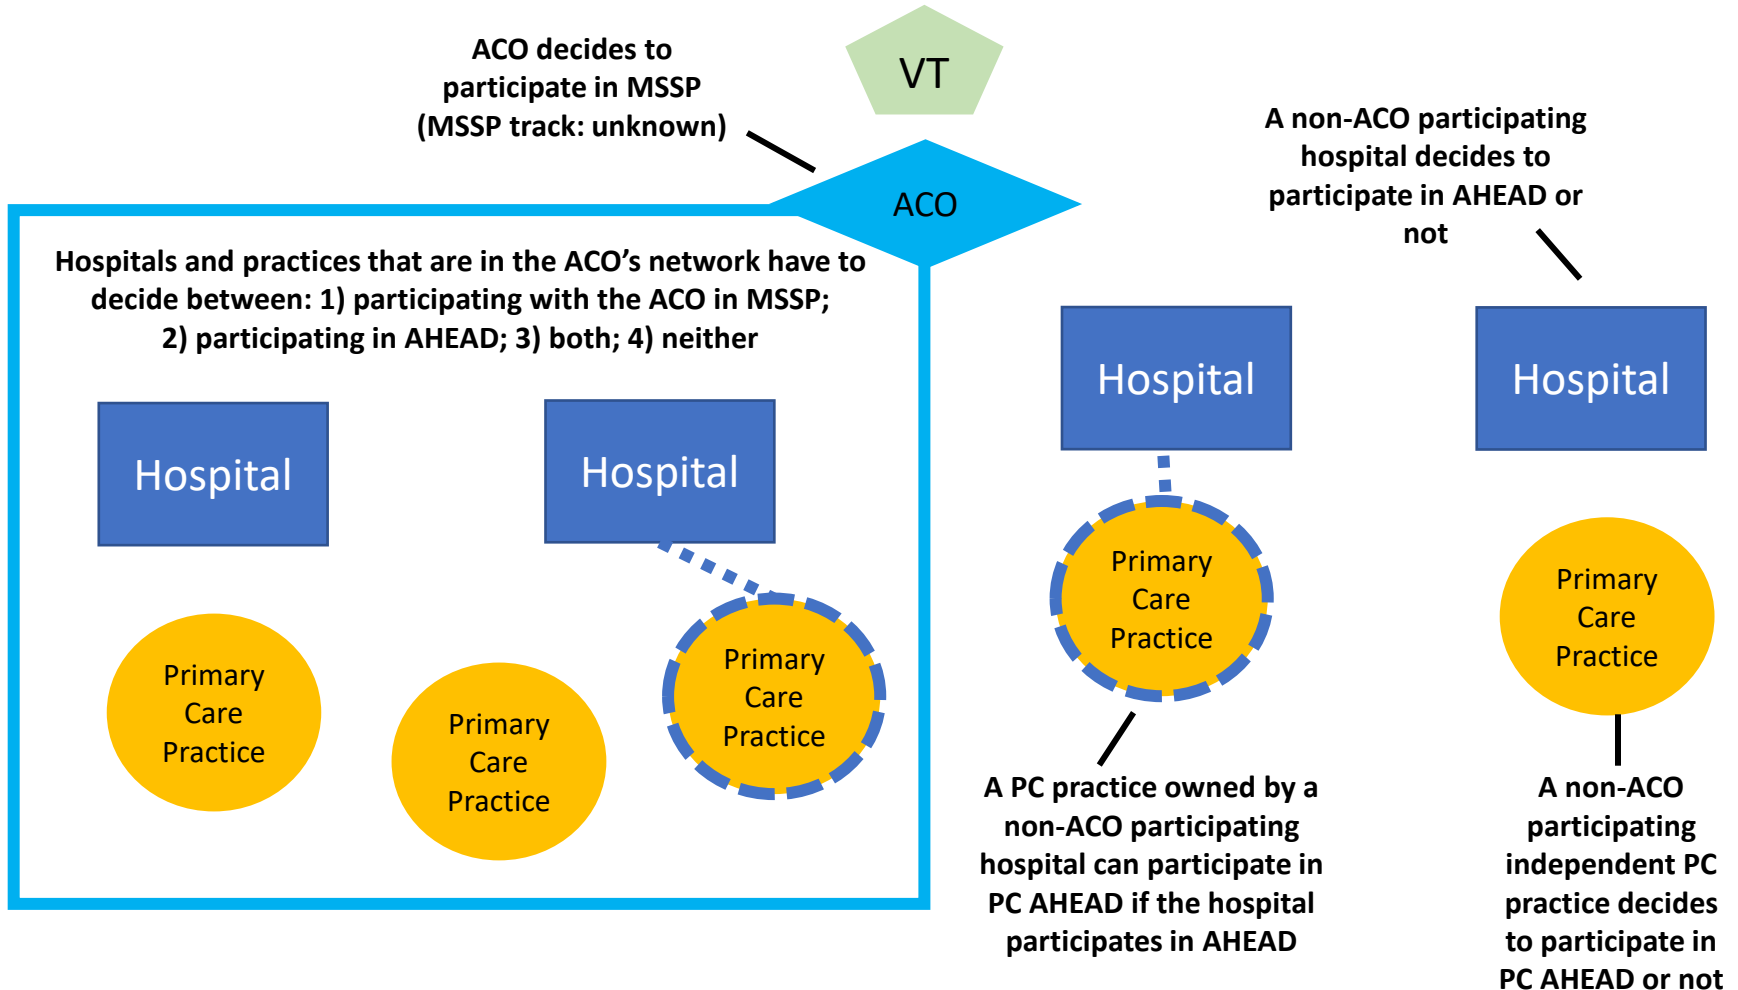 ACO decides to
participate in MSSP
(MSSP track: unknown)
VT
ACO
A non-ACO participating
hospital decides to
participate in AHEAD or
not
Hospitals and practices that are in the ACO’s network have to
decide between: 1) participating with the ACO in MSSP;
2) participating in AHEAD; 3) both; 4) neither
Hospital
Hospital
Hospital
Hospital
Primary
Care
Practice
Primary
Care
Practice
Primary
Care
Practice
Primary
Care
Practice
Primary
Care
Practice
A PC practice owned by a
non-ACO participating
hospital can participate in
PC AHEAD if the hospital
participates in AHEAD
A non-ACO
participating
independent PC
practice decides
to participate in
PC AHEAD or not